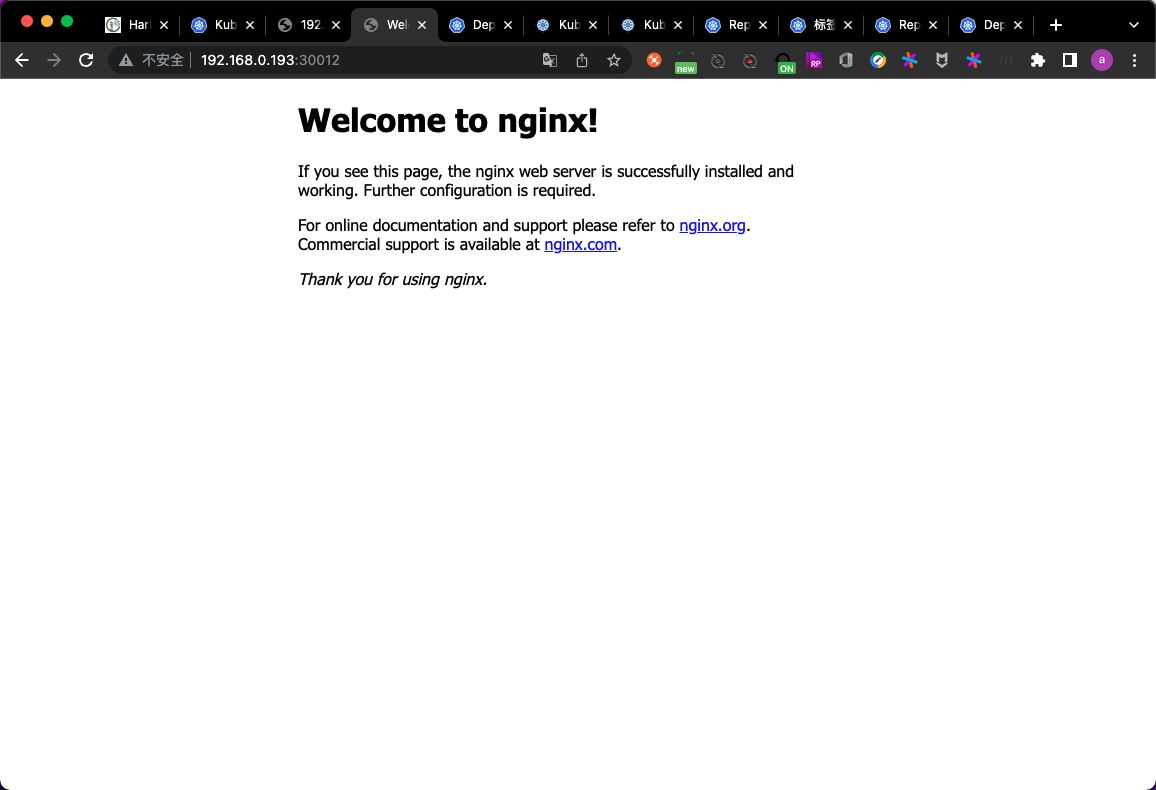 Harl
Kub
192.
Welc
Dep
Kub
Kub
Rep
标签
Rep
Dep
不安全
192.168.0.193:30012
new
ON
RP
a
Welcome to nginx!
If you see this page, the nginx web server is successfully installed and
working. Further configuration is required.
For online documentation and support please refer to nginx.org.
Commercial support is available at nginx.com.
Thank you for using nginx.